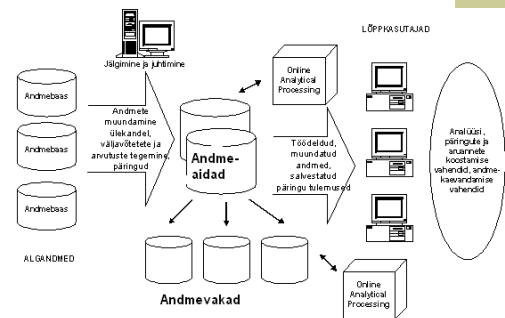 LÕPPKASUTAJAD
Jälgimine ja juhtimine
Online
Analytical
Processing
Andmebaas
Andmebaas
Andmebaas
ALGANDMED
Andmete
muundamine
ülekandel,
väljavõtetete ja
arvutuste tegemine,
päringud
Andme-
aidad
Töödeldud,
muundatud
andmed,
salvestatud
päringu tulemused
Analüüsi,
päringute ja
aruannete
koostamise
vahendid, andme-
kaevandamise
vahendid
Andmevakad
Online
Analytical
Processing